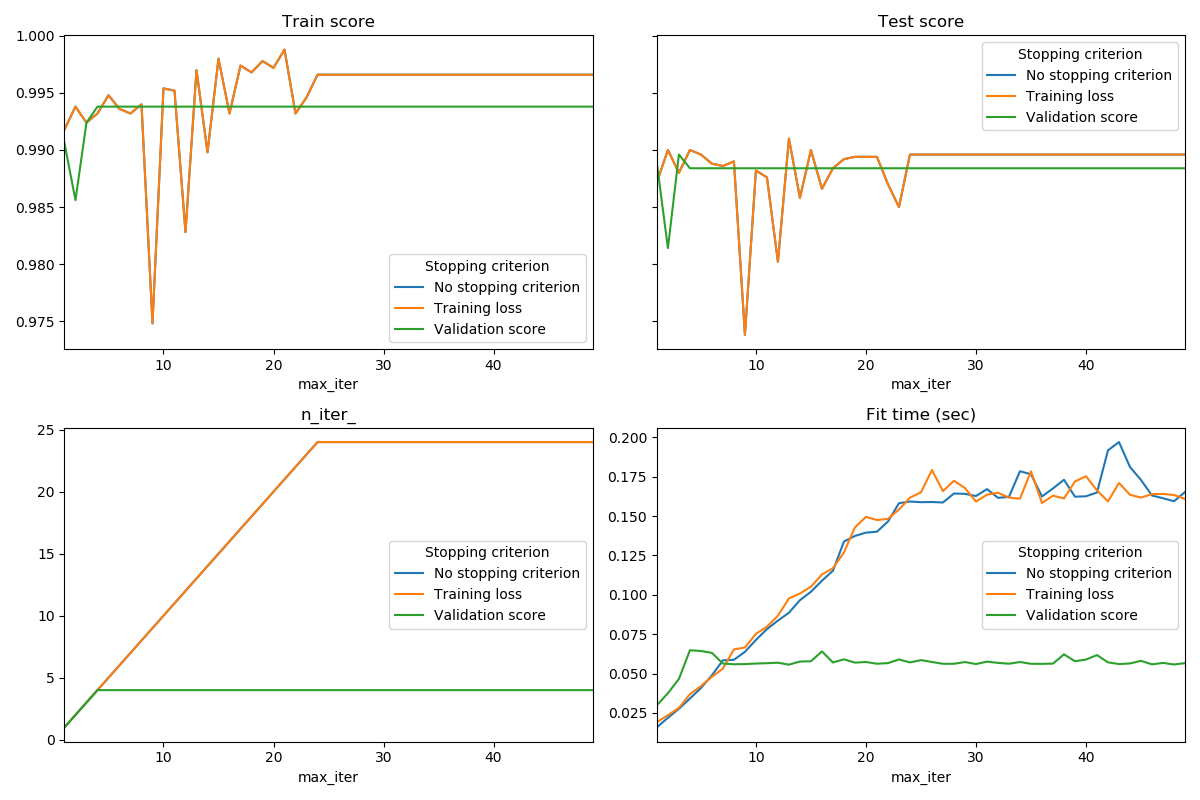 Train score
1.000
0.995
0.990
0.985
0.980
0.975
Stopping criterion
No stopping criterion
Training loss
Validation score
10
20
30
40
max_iter
Test score
Stopping criterion
No stopping criterion
Training loss
Validation score
10
20
30
40
max_iter
n_iter_
25
20
15
10
5
0
Stopping criterion
No stopping criterion
Training loss
Validation score
10
20
30
40
max_iter
Fit time (sec)
0.200
0.175
0.150
0.125
0.100
0.075
0.050
0.025
Stopping criterion
No stopping criterion
Training loss
Validation score
10
20
30
40
max_iter